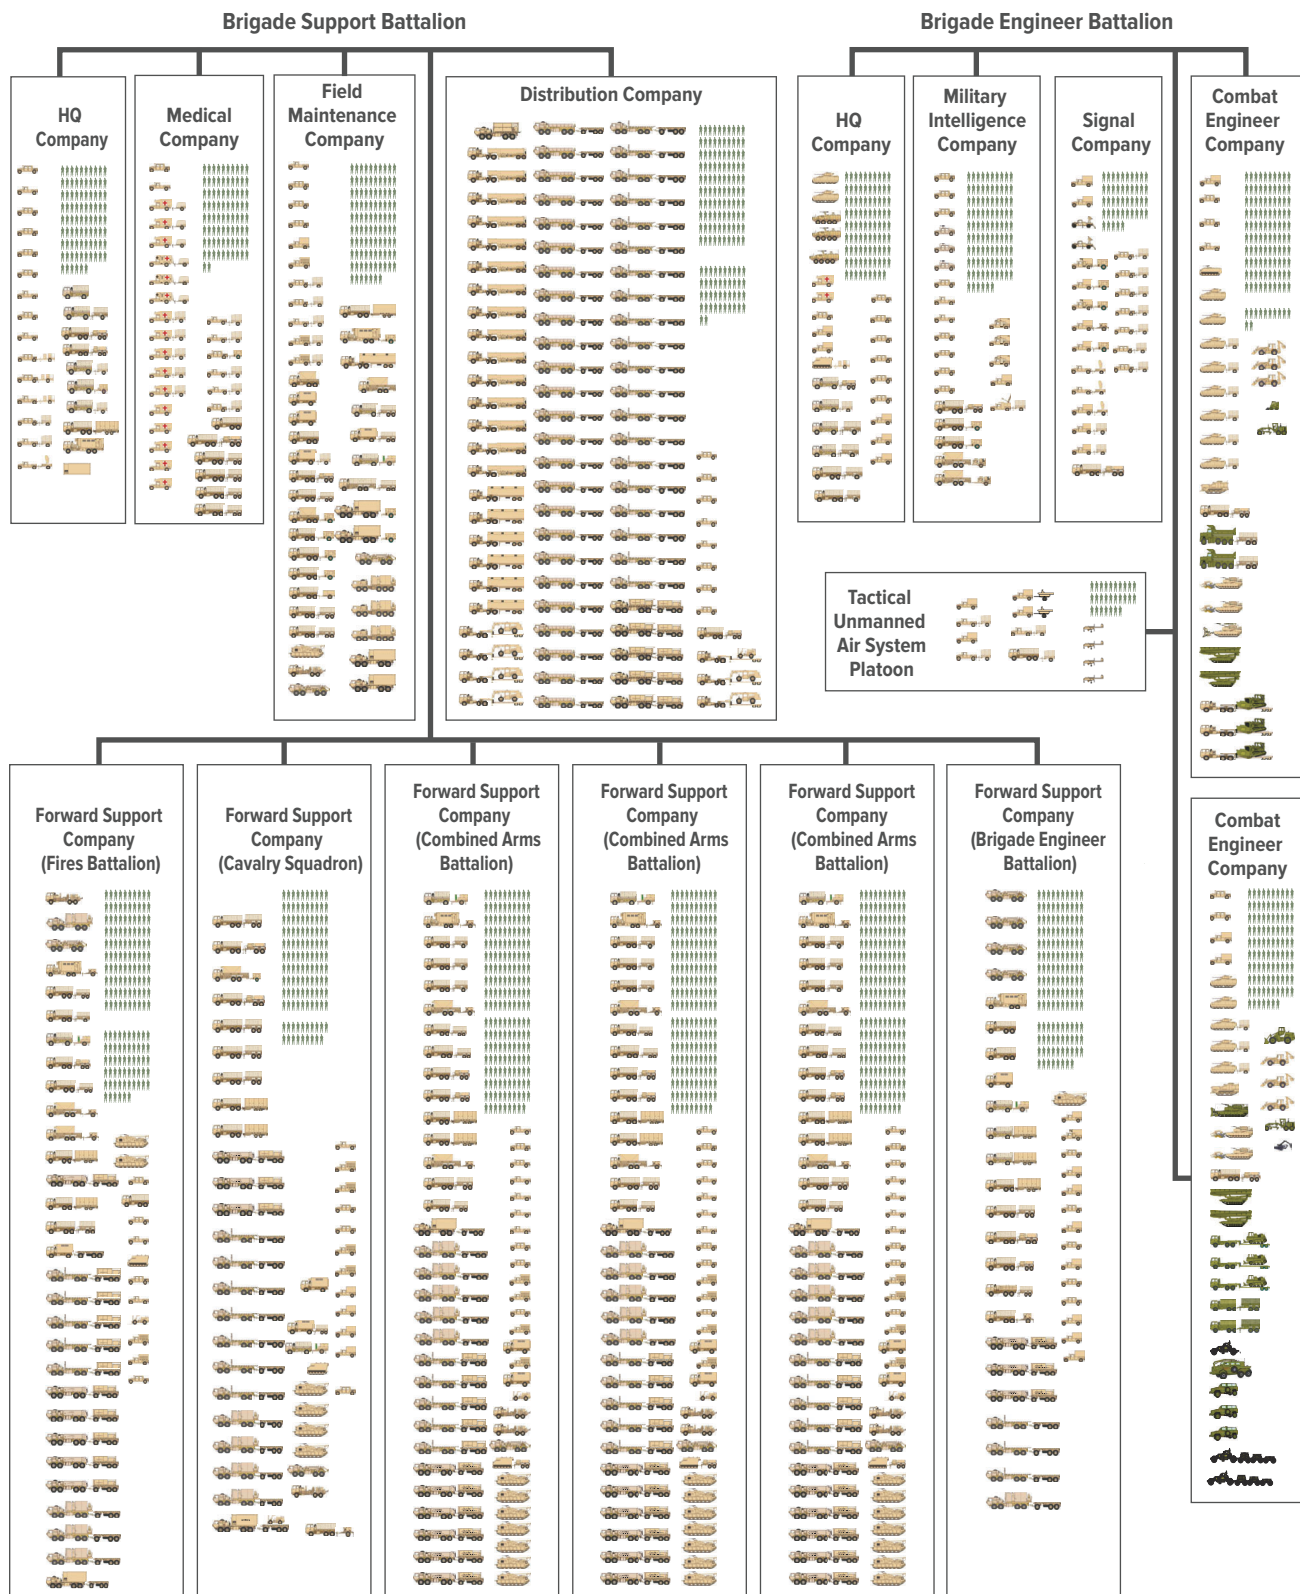 Brigade Support Battalion
Brigade Engineer Battalion
HQ
Company
Medical
Company
Field
Maintenance
Company
Distribution Company
HQ
Company
Military
Intelligence
Company
Signal
Company
Combat
Engineer
Company
Tactical
Unmanned
Air System
Platoon
Forward Support
Company
(Fires Battalion)
Forward Support
Company
(Cavalry Squadron)
Forward Support
Company
(Combined Arms
Battalion)
Forward Support
Company
(Combined Arms
Battalion)
Forward Support
Company
(Combined Arms
Battalion)
Forward Support
Company
(Brigade Engineer
Battalion)
Combat
Engineer
Company